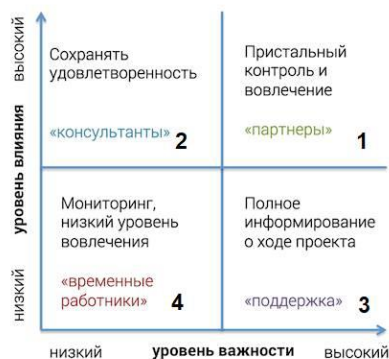 высокий
Сохранять
удовлетворенность
«консультанты» 2
Пристальный
контроль и
вовлечение
«партнеры» 1
уровень влияния
Мониторинг,
низкий уровень
вовлечения
«временные
работники» 4
Полное
информирование
о ходе проекта
«поддержка» 3
низкий
низкий уровень важности высокий